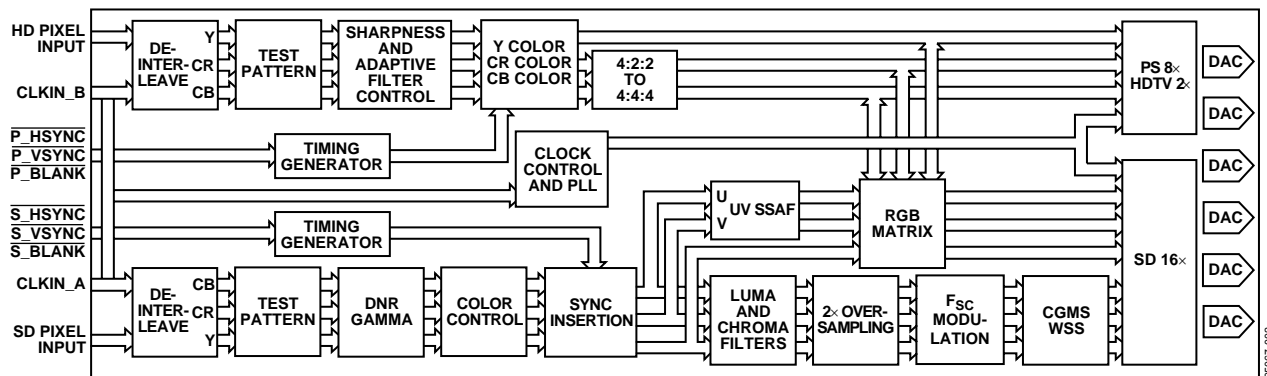 HD PIXEL
INPUT
CLKIN_B
P_HSYNC
P_VSYNC
P_BLANK
S_HSYNC
S_VSYNC
S_BLANK
CLKIN_A
SD PIXEL
INPUT
DE-
INTER-
LEAVE
Y
CR
CB
TEST
PATTERN
SHARPNESS
AND
ADAPTIVE
FILTER
CONTROL
Y COLOR
CR COLOR
CB COLOR
4:2:2
TO
4:4:4
PS 8×
HDTV 2×
TIMING
GENERATOR
CLOCK
CONTROL
AND PLL
TIMING
GENERATOR
U
UV SSAF
V
RGB
MATRIX
SD 16×
DE-
INTER-
LEAVE
CB
CR
Y
TEST
PATTERN
DNR
GAMMA
COLOR
CONTROL
SYNC
INSERTION
LUMA
AND
CHROMA
FILTERS
2× OVER-
SAMPLING
FSC
MODU-
LATION
CGMS
WSS
DAC
DAC
DAC
DAC
DAC
DAC